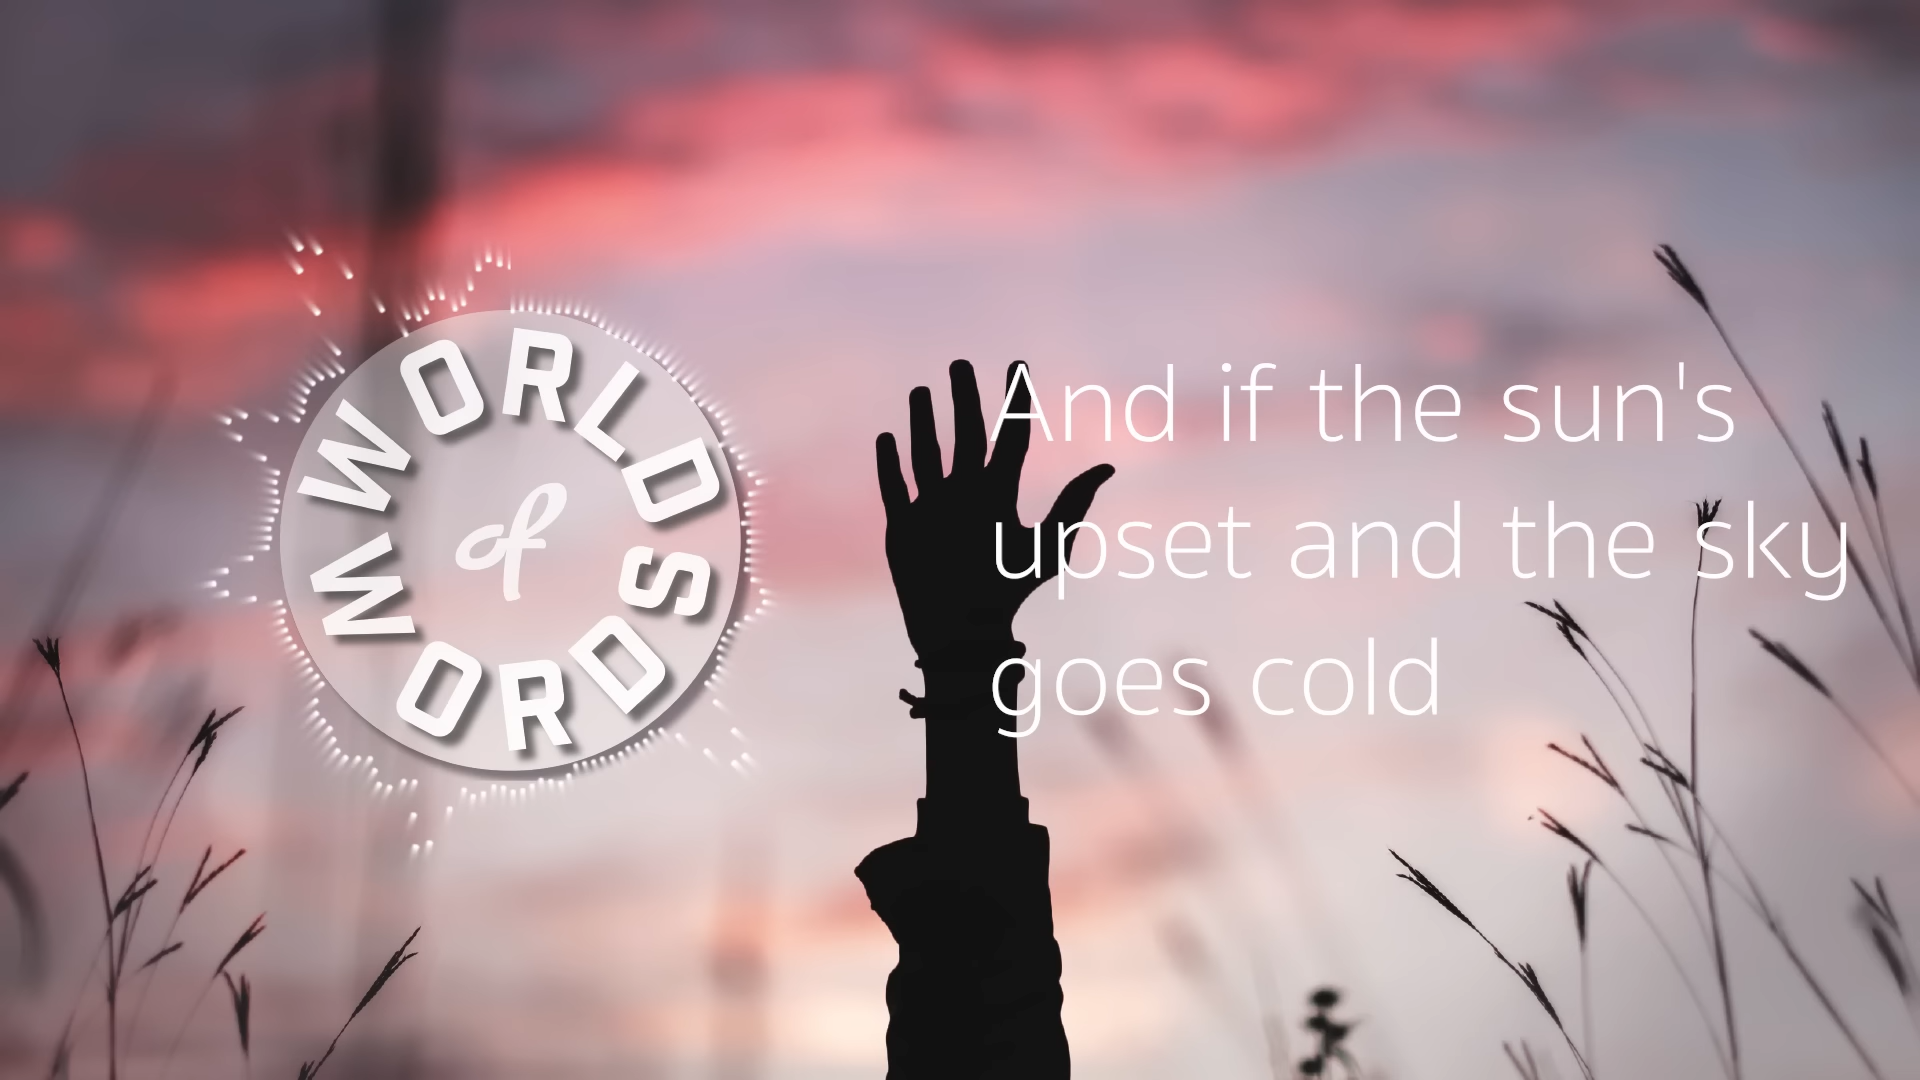 WORLD
of
WORDS
And if the sun's
upset and the sky
goes cold